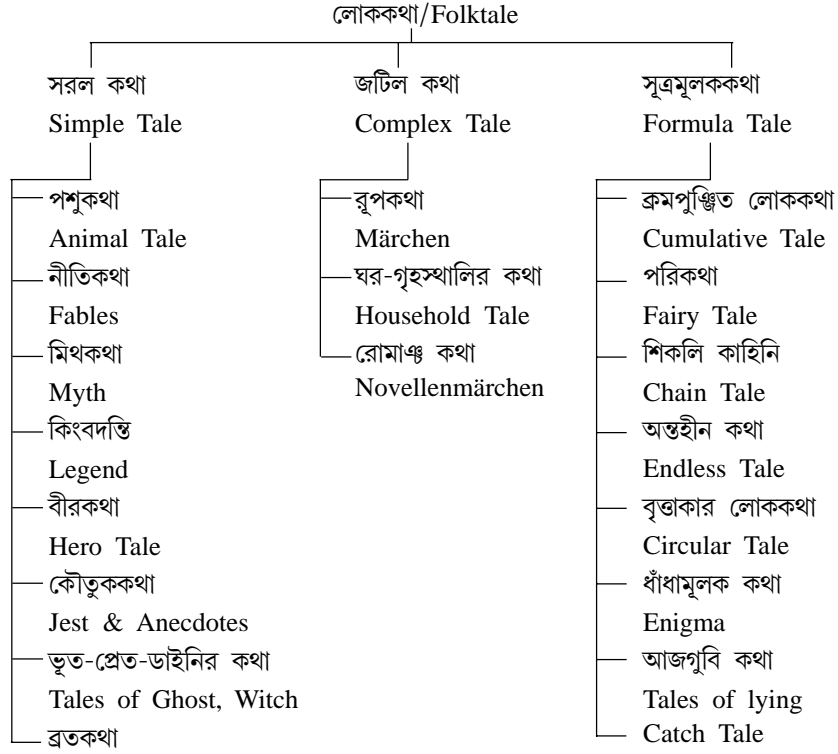 লোককথা/Folktale
সরল কথা
Simple Tale
পশুকথা
Animal Tale
নীতিকথা
Fables
মিথকথা
Myth
কিংবদন্তি
Legend
বীরকথা
Hero Tale
কৌতুককথা
Jest & Anecdotes
ভূত-প্রেত-ডাইনির কথা
Tales of Ghost, Witch
ব্রতকথা
জটিল কথা
Complex Tale
রূপকথা
Märchen
ঘর-গৃহস্থালির কথা
Household Tale
রোমাঞ্চ কথা
Novellenmärchen
সূত্রমূলককথা
Formula Tale
ক্রমপুঞ্জিত লোককথা
Cumulative Tale
পরিকথা
Fairy Tale
শিকলি কাহিনি
Chain Tale
অন্তহীন কথা
Endless Tale
বৃত্তাকার লোককথা
Circular Tale
ধাঁধামূলক কথা
Enigma
আজগুবি কথা
Tales of lying
Catch Tale